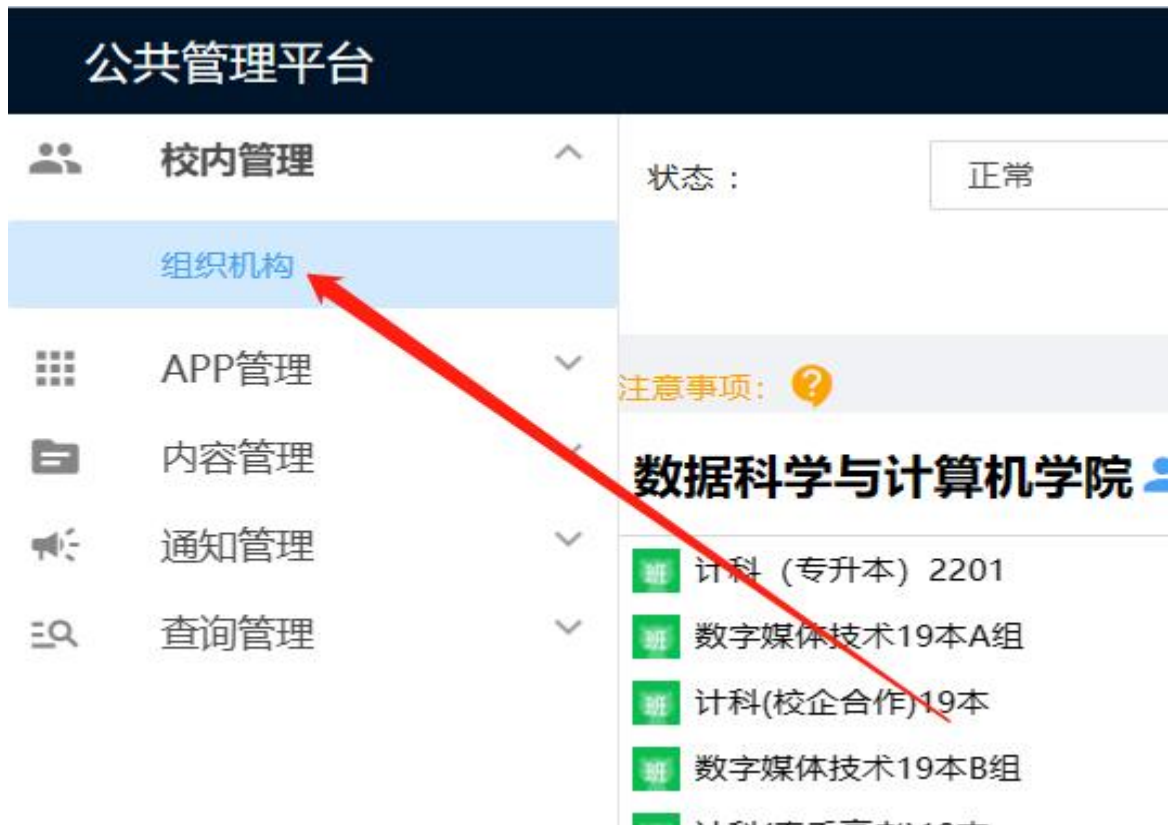 公共管理平台
校内管理
组织机构
APP管理
内容管理
通知管理
查询管理
状态：
正常
注意事项：
数据科学与计算机学院
班 计科（专升本）2201
班 数字媒体技术19本A组
班 计科(校企合作)19本
班 数字媒体技术19本B组